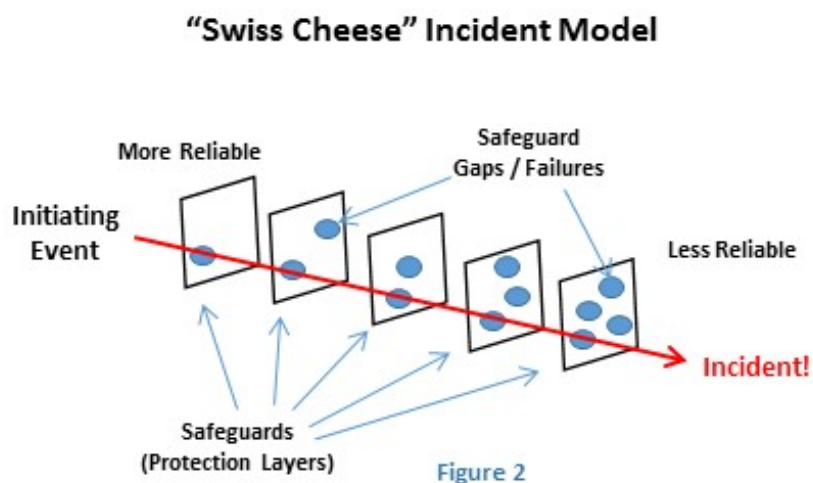 “Swiss Cheese” Incident Model
More Reliable
Safeguard
Gaps / Failures
Initiating
Event
Less Reliable
Incident!
Safeguards
(Protection Layers)
Figure 2